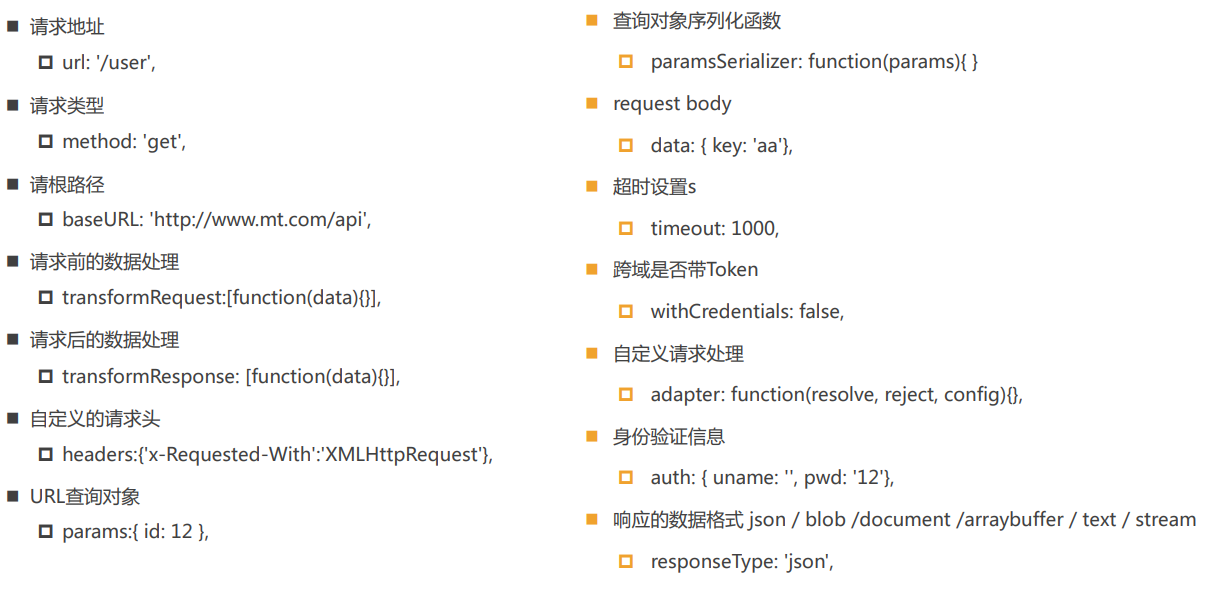 请求地址
url: '/user',
请求类型
method: 'get',
请根路径
baseURL: 'http://www.mt.com/api',
请求前的数据处理
transformRequest:[function(data){}],
请求后的数据处理
transformResponse: [function(data){}],
自定义的请求头
headers:{'x-Requested-With':'XMLHttpRequest'},
URL查询对象
params:{ id: 12 },
查询对象序列化函数
paramsSerializer: function(params){ }
request body
data: { key: 'aa'},
超时设置s
timeout: 1000,
跨域是否带Token
withCredentials: false,
自定义请求处理
adapter: function(resolve, reject, config){},
身份验证信息
auth: { uname: '', pwd: '12'},
响应的数据格式 json / blob /document /arraybuffer / text / stream
responseType: 'json',